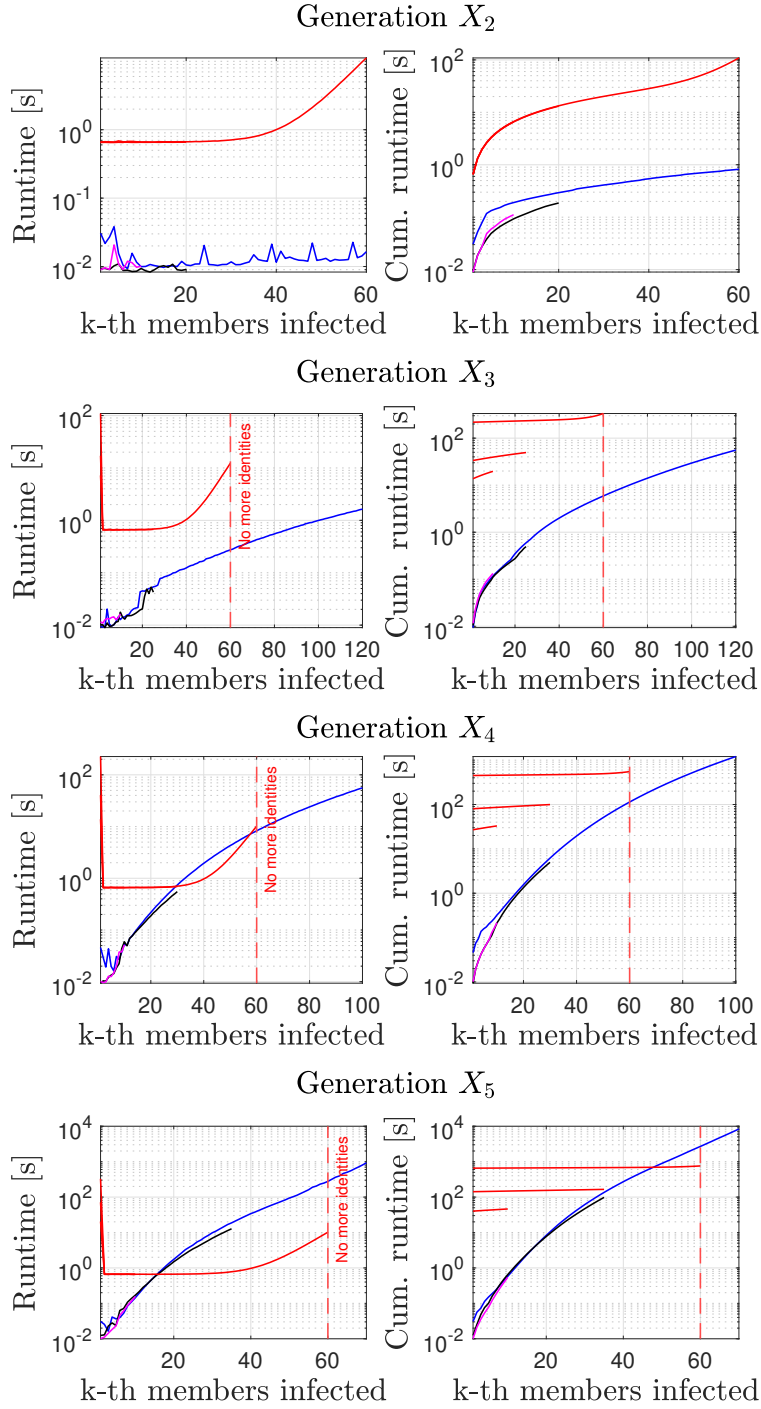 Generation X2
Runtime [s]
10^0
10^-1
10^-2
20 40 60
k-th members infected
Cum. runtime [s]
10^2
10^0
10^-2
20 40 60
k-th members infected
Generation X3
Runtime [s]
10^2
10^0
10^-2
No more identities
20 40 60 80 100 120
k-th members infected
Cum. runtime [s]
10^2
10^0
10^-2
20 40 60 80 100 120
k-th members infected
Generation X4
Runtime [s]
10^2
10^0
10^-2
No more identities
20 40 60 80 100
k-th members infected
Cum. runtime [s]
10^2
10^0
10^-2
20 40 60 80 100
k-th members infected
Generation X5
Runtime [s]
10^4
10^2
10^0
10^-2
No more identities
20 40 60
k-th members infected
Cum. runtime [s]
10^4
10^2
10^0
10^-2
20 40 60
k-th members infected